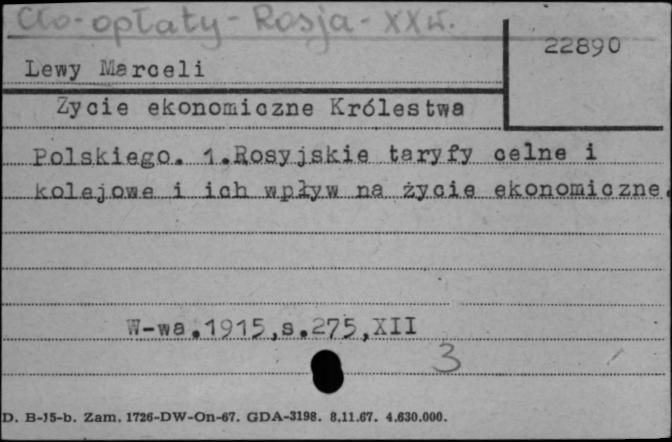 Cło-opłaty-Rosja-XX w.
22890
Lewy Marceli
Zycie ekonomiczne Królestwa
Polskiego. 1.Rosyjskie taryfy celne i
kolejowe i ich wpływ na życie ekonomiczne.
W-wa.1915,s.275,XII
3
D. B-15-b. Zam. 1726-DW-On-67. GDA-3198. 8.11.67. 4.630.000.